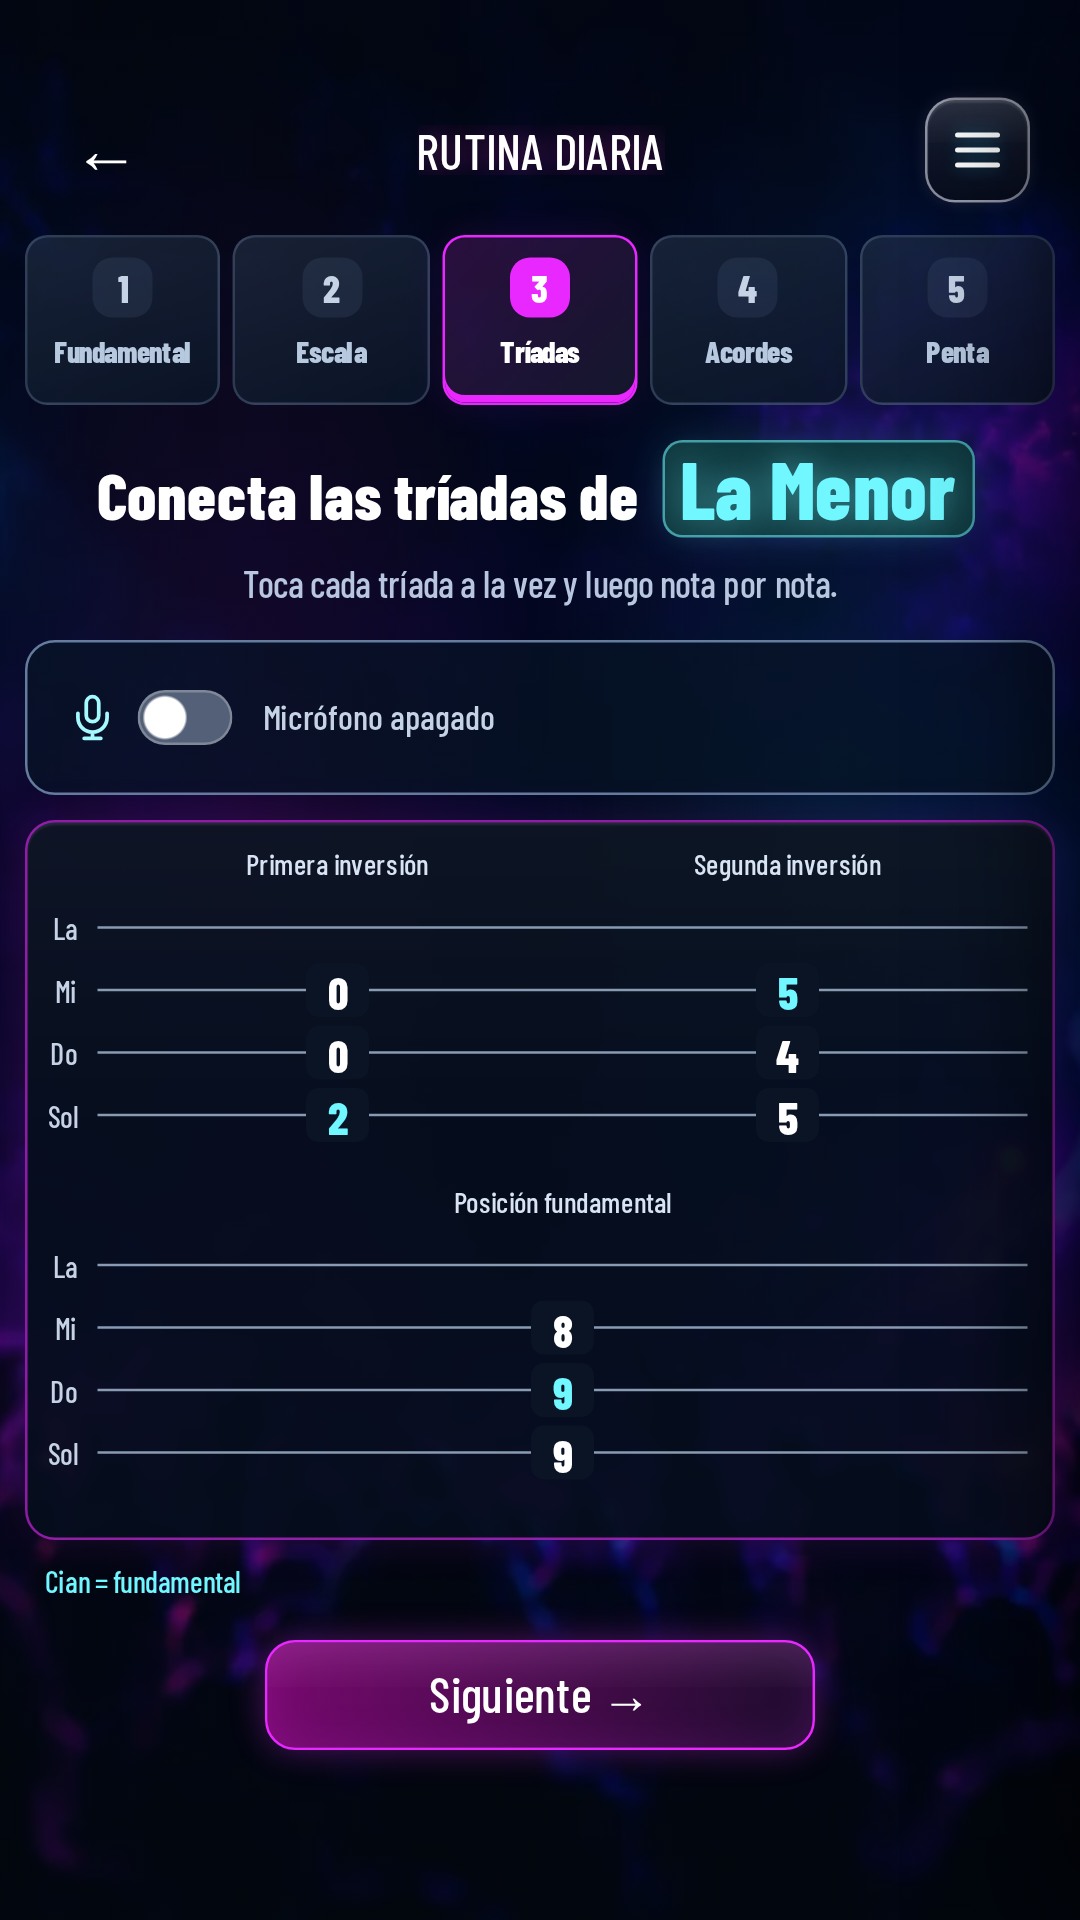 ← RUTINA DIARIA
1 2 3 4 5
Fundamental Escala Tríadas Acordes Penta
Conecta las tríadas de La Menor
Toca cada tríada a la vez y luego nota por nota.
Micrófono apagado
Primera inversión Segunda inversión
La
Mi 0 5
Do 0 4
Sol 2 5
Posición fundamental
La
Mi 8
Do 9
Sol 9
Cian = fundamental
Siguiente →